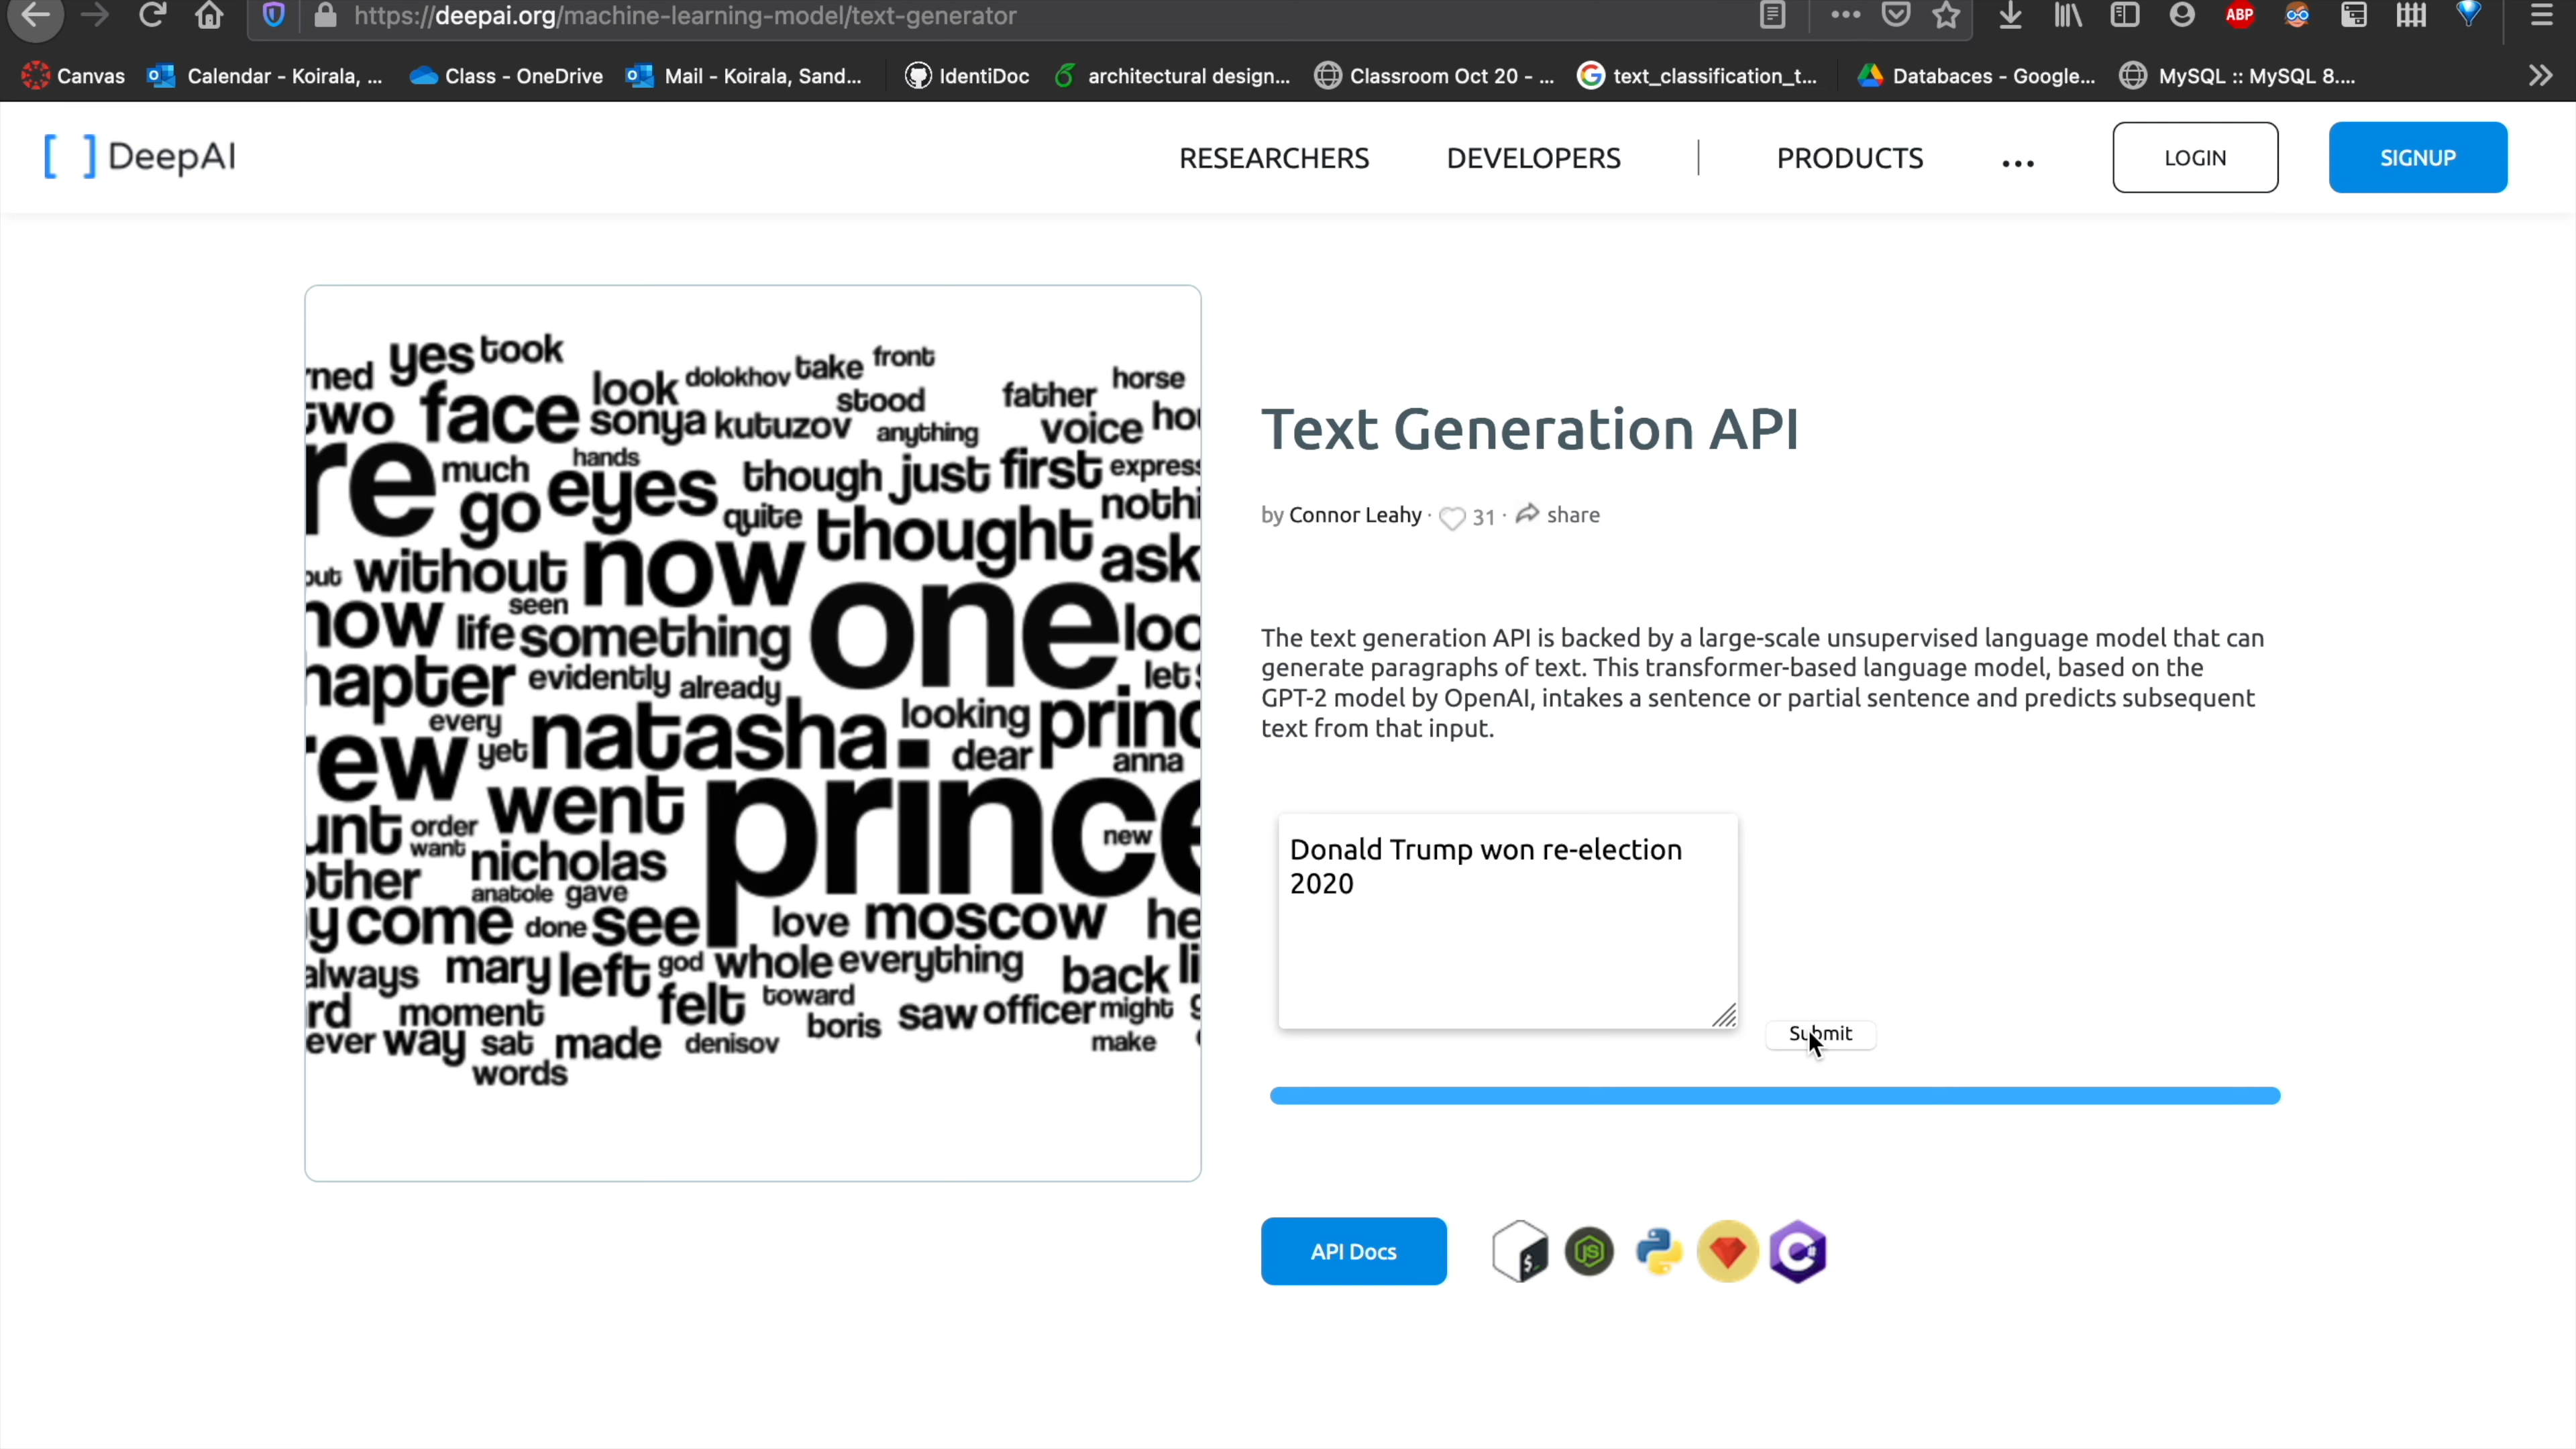 https://deepai.org/machine-learning-model/text-generator
ABP
Canvas
Calendar - Koirala, ...
Class - OneDrive
Mail - Koirala, Sand...
IdentiDoc
architectural design...
Classroom Oct 20 - ...
text_classification_t...
Databaces - Google...
MySQL :: MySQL 8....
DeepAI
RESEARCHERS
DEVELOPERS
PRODUCTS
LOGIN
SIGNUP
yes took
look dolokhov take front
father horse
two face sonya kutuzov stood anything voice
much hands
go eyes though just first
quite thought
without now ask
seen
life something one
evidently already let
every yet natasha looking
dear anna
went prince
order want new
nicholas
anatole gave
come done see love moscow he
always mary left god whole everything back
moment felt toward boris saw officer might
ever way sat made denisov make
words
Text Generation API
by Connor Leahy · 31 · share
The text generation API is backed by a large-scale unsupervised language model that can
generate paragraphs of text. This transformer-based language model, based on the
GPT-2 model by OpenAI, intakes a sentence or partial sentence and predicts subsequent
text from that input.
Donald Trump won re-election
2020
Submit
API Docs